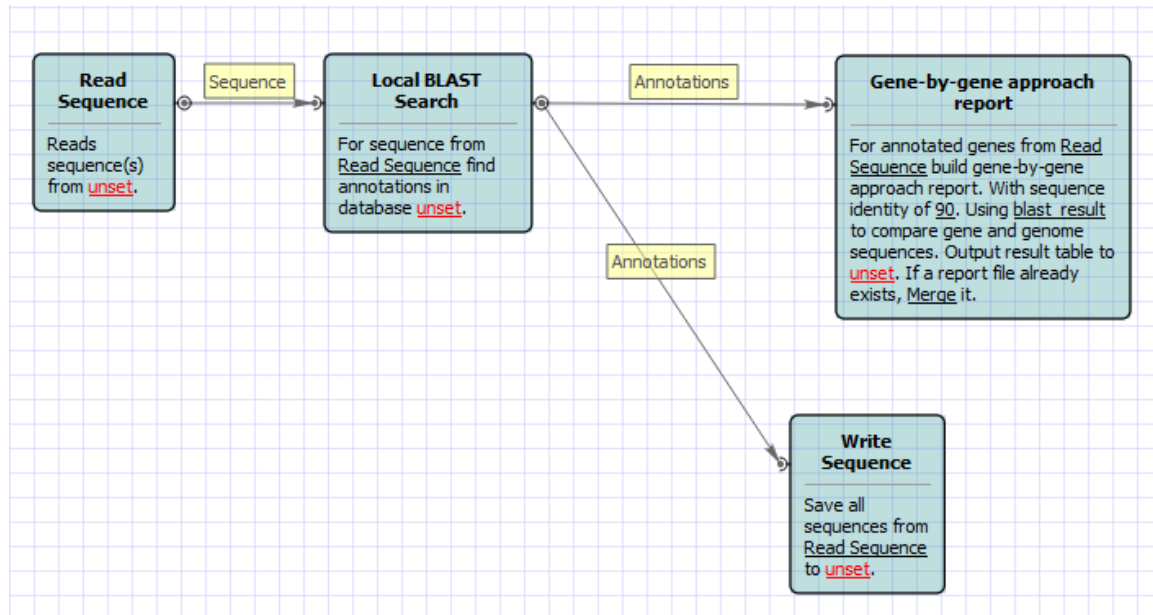 Read
Sequence
Reads
sequence(s)
from unset.
Sequence
Local BLAST
Search
For sequence from
Read Sequence find
annotations in
database unset.
Annotations
Gene-by-gene approach
report
For annotated genes from Read
Sequence build gene-by-gene
approach report. With sequence
identity of 90. Using blast_result
to compare gene and genome
sequences. Output result table to
unset. If a report file already
exists, Merge it.
Annotations
Write
Sequence
Save all
sequences from
Read Sequence
to unset.